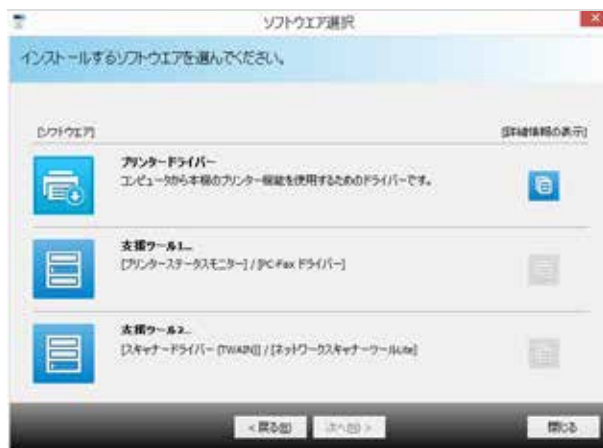 ソフトウエア選択
インストールするソフトウエアを選んでください。
[ソフトウエア]
[詳細情報の表示]
プリンタードライバー
コンピュータから本機のプリンター機能を使用するためのドライバーです。
支援ツール1...
[プリンターステータスモニター] / [PC-Fax ドライバー]
支援ツール2...
[スキャナードライバー (TWAIN)] / [ネットワークスキャナーツールLite]
< 戻る(B)
次へ(N) >
閉じる